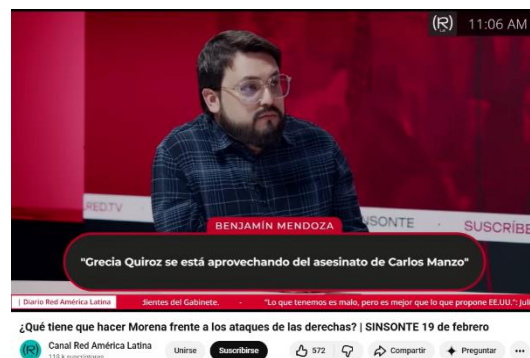 (R) 11:06 AM
RED.TV
SINSONTE · SUSCRÍBE
BENJAMÍN MENDOZA
"Grecia Quiroz se está aprovechando del asesinato de Carlos Manzo"
| Diario Red América Latina dientes del Gabinete. · "Lo que tenemos es malo, pero es mejor que lo que propone EE.UU.": Juli
¿Qué tiene que hacer Morena frente a los ataques de las derechas? | SINSONTE 19 de febrero
(R) Canal Red América Latina Unirse Suscribirse 572 Compartir Preguntar ...